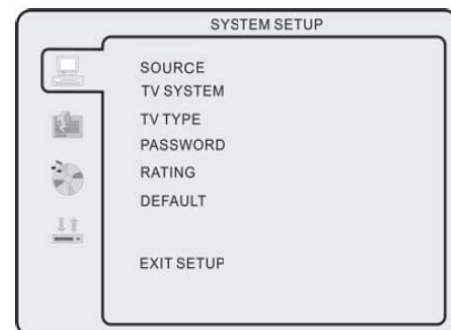 SYSTEM SETUP
SOURCE
TV SYSTEM
TV TYPE
PASSWORD
RATING
DEFAULT
EXIT SETUP